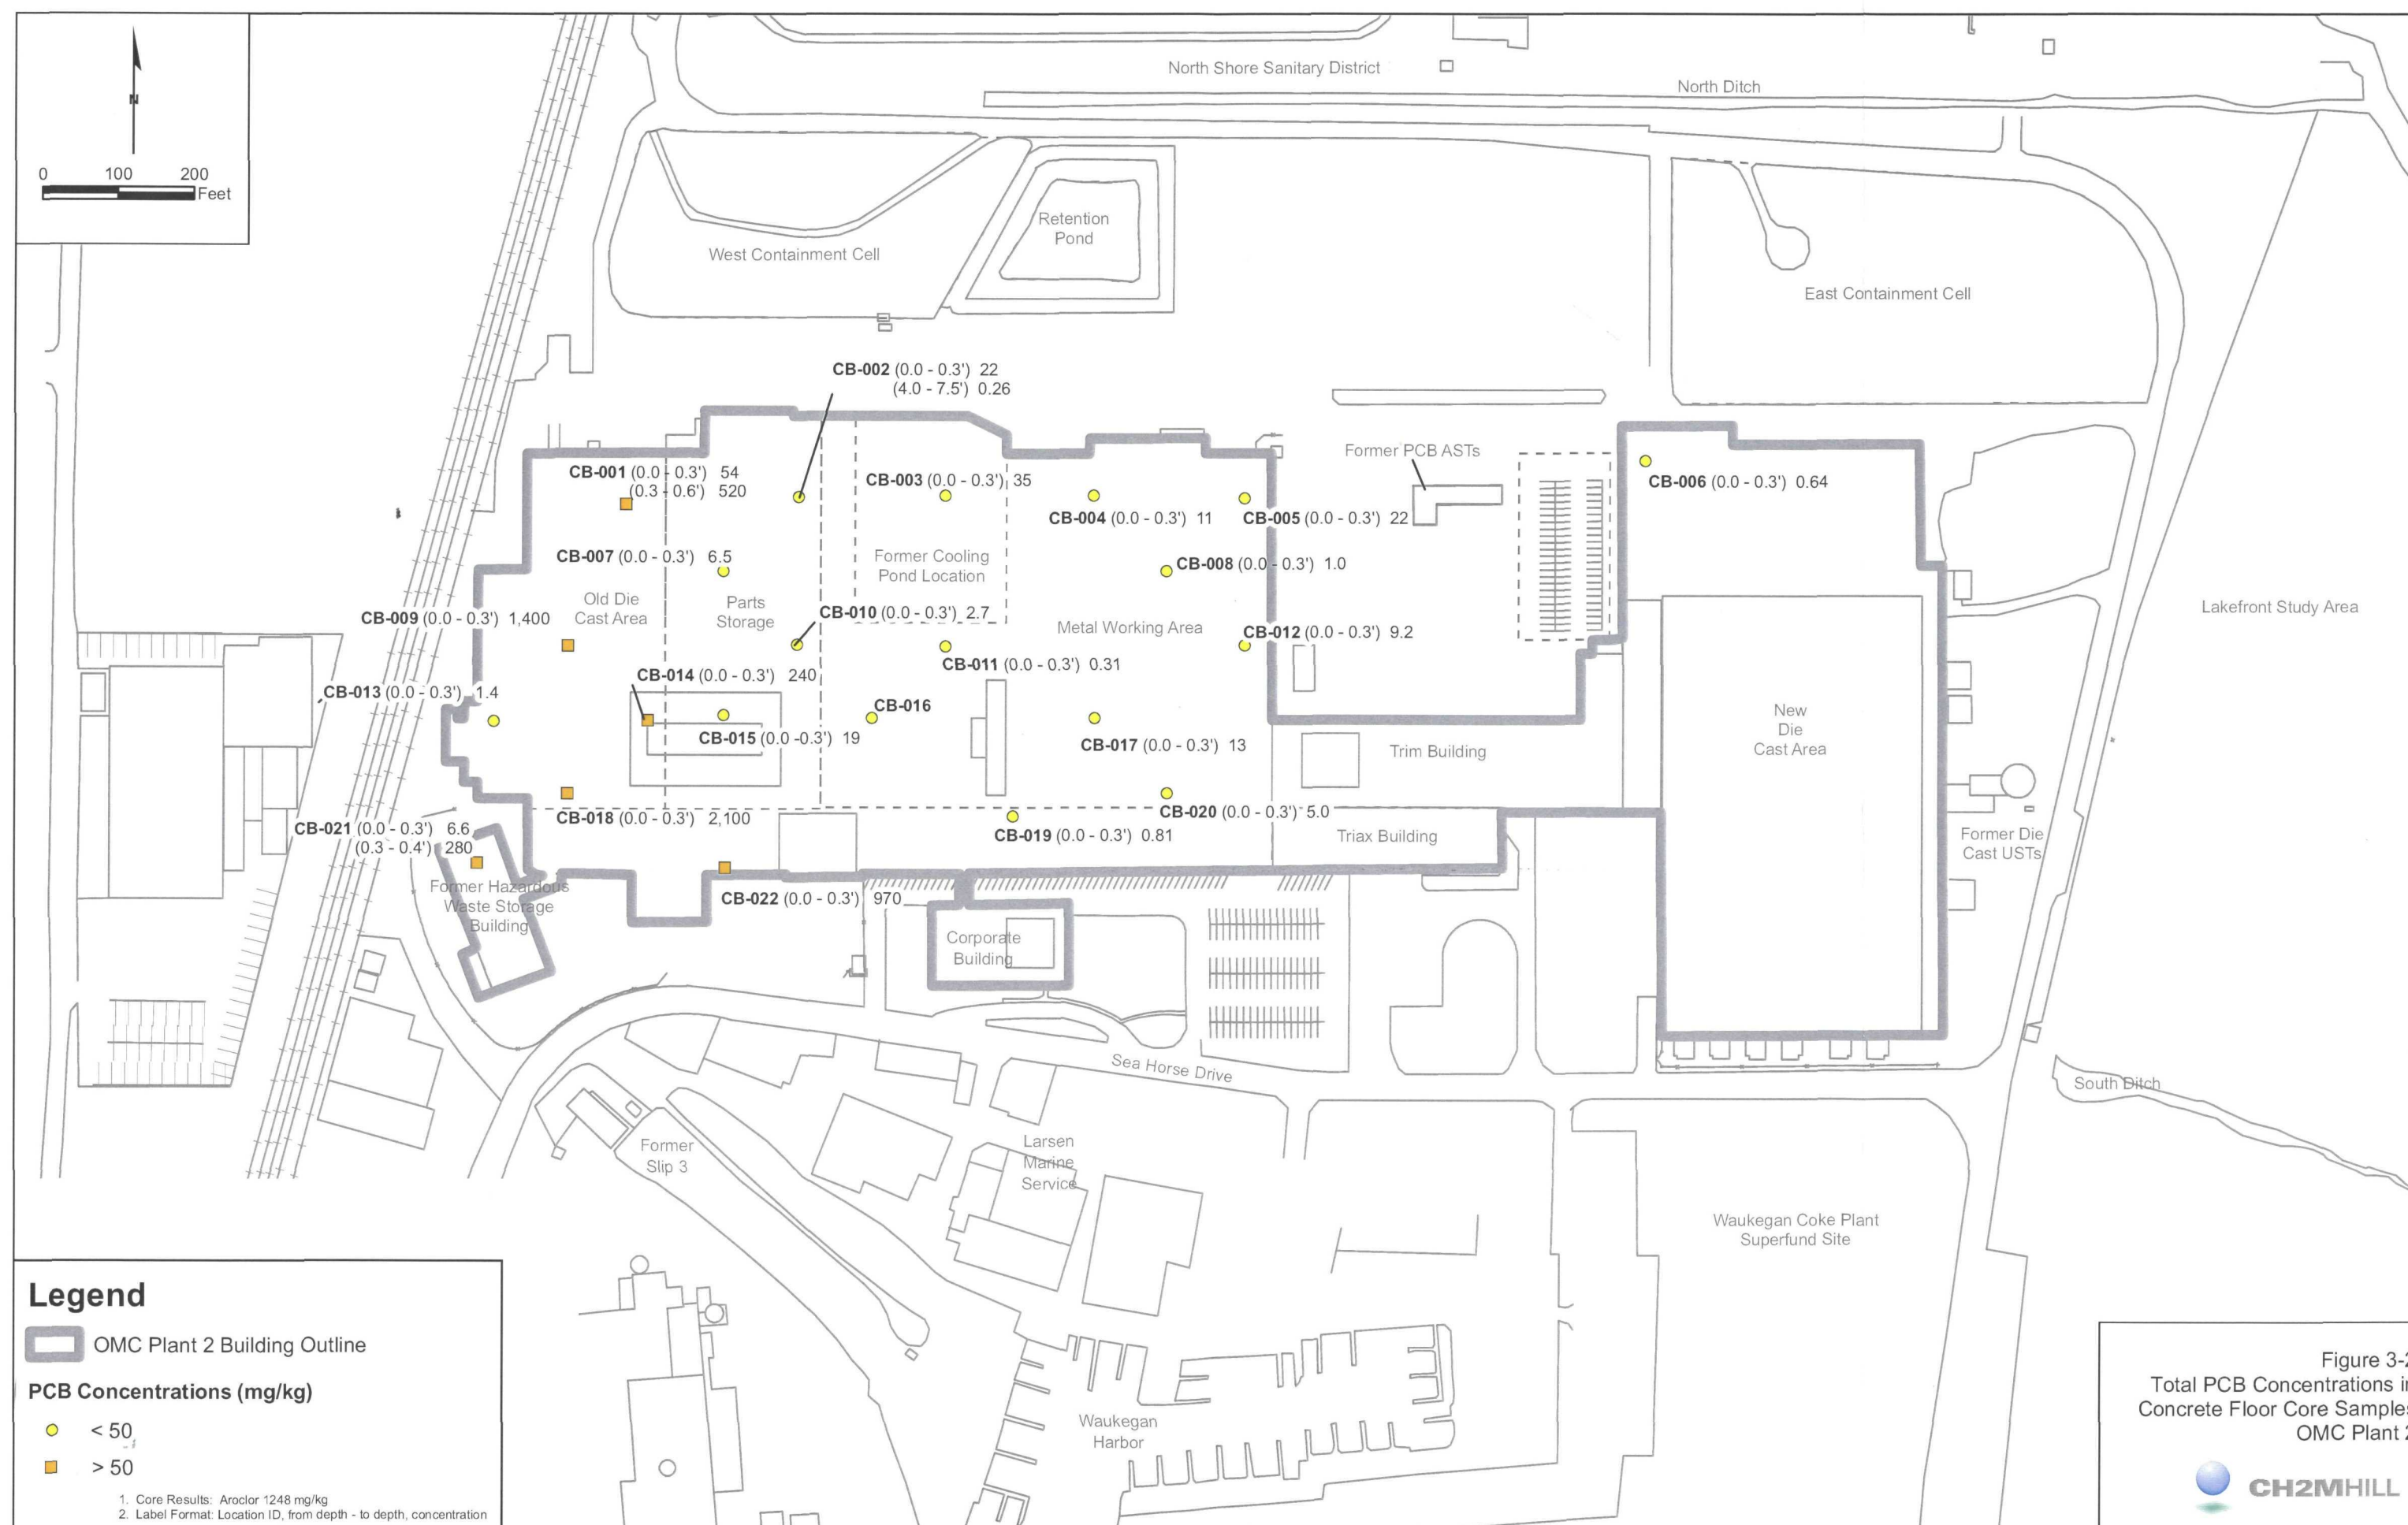 N
0 100 200
Feet
North Shore Sanitary District
North Ditch
Retention
Pond
West Containment Cell
East Containment Cell
CB-002 (0.0 - 0.3') 22
(4.0 - 7.5') 0.26
Former PCB ASTs
CB-001 (0.0 - 0.3') 54
(0.3 - 0.6') 520
CB-003 (0.0 - 0.3') 35
CB-006 (0.0 - 0.3') 0.64
CB-004 (0.0 - 0.3') 11
CB-005 (0.0 - 0.3') 22
CB-007 (0.0 - 0.3') 6.5
Former Cooling
Pond Location
CB-008 (0.0 - 0.3') 1.0
Old Die
Cast Area
Parts
Storage
CB-009 (0.0 - 0.3') 1,400
CB-010 (0.0 - 0.3') 2.7
Metal Working Area
CB-012 (0.0 - 0.3') 9.2
Lakefront Study Area
CB-011 (0.0 - 0.3') 0.31
CB-014 (0.0 - 0.3') 240
CB-013 (0.0 - 0.3') 1.4
CB-016
CB-015 (0.0 -0.3') 19
CB-017 (0.0 - 0.3') 13
Trim Building
New
Die
Cast Area
CB-018 (0.0 - 0.3') 2,100
CB-020 (0.0 - 0.3') 5.0
CB-021 (0.0 - 0.3') 6.6
(0.3 - 0.4') 280
CB-019 (0.0 - 0.3') 0.81
Triax Building
Former Die
Cast USTs
Former Hazardous
Waste Storage
Building
CB-022 (0.0 - 0.3') 970
Corporate
Building
Sea Horse Drive
South Ditch
Former
Slip 3
Larsen
Marine
Service
Waukegan Coke Plant
Superfund Site
Waukegan
Harbor
Legend
OMC Plant 2 Building Outline
PCB Concentrations (mg/kg)
< 50
> 50
1. Core Results: Aroclor 1248 mg/kg
2. Label Format: Location ID, from depth - to depth, concentration
Figure 3-2
Total PCB Concentrations in
Concrete Floor Core Samples
OMC Plant 2
CH2MHILL